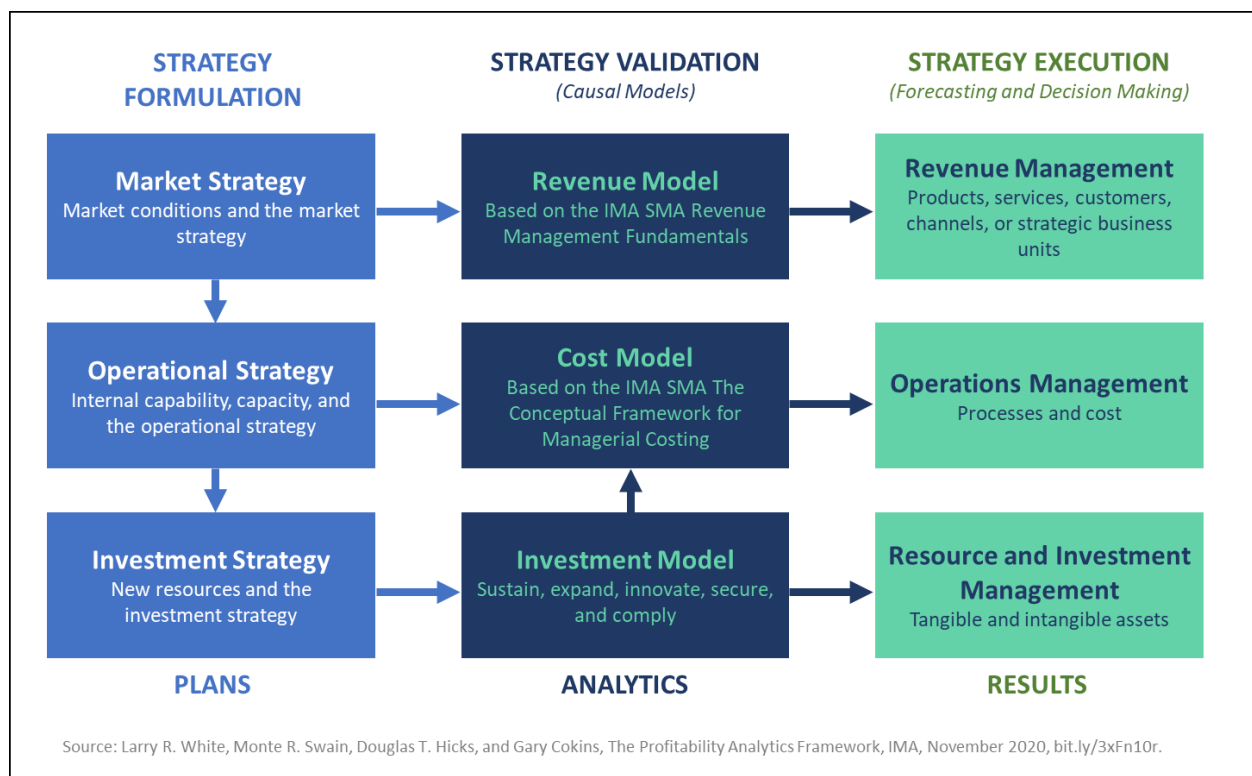 STRATEGY
FORMULATION
STRATEGY VALIDATION
(Causal Models)
STRATEGY EXECUTION
(Forecasting and Decision Making)
Market Strategy
Market conditions and the market
strategy
Revenue Model
Based on the IMA SMA Revenue
Management Fundamentals
Revenue Management
Products, services, customers,
channels, or strategic business
units
Operational Strategy
Internal capability, capacity, and
the operational strategy
Cost Model
Based on the IMA SMA The
Conceptual Framework for
Managerial Costing
Operations Management
Processes and cost
Investment Strategy
New resources and the
investment strategy
Investment Model
Sustain, expand, innovate, secure,
and comply
Resource and Investment
Management
Tangible and intangible assets
PLANS
ANALYTICS
RESULTS
Source: Larry R. White, Monte R. Swain, Douglas T. Hicks, and Gary Cokins, The Profitability Analytics Framework, IMA, November 2020, bit.ly/3xFn10r.